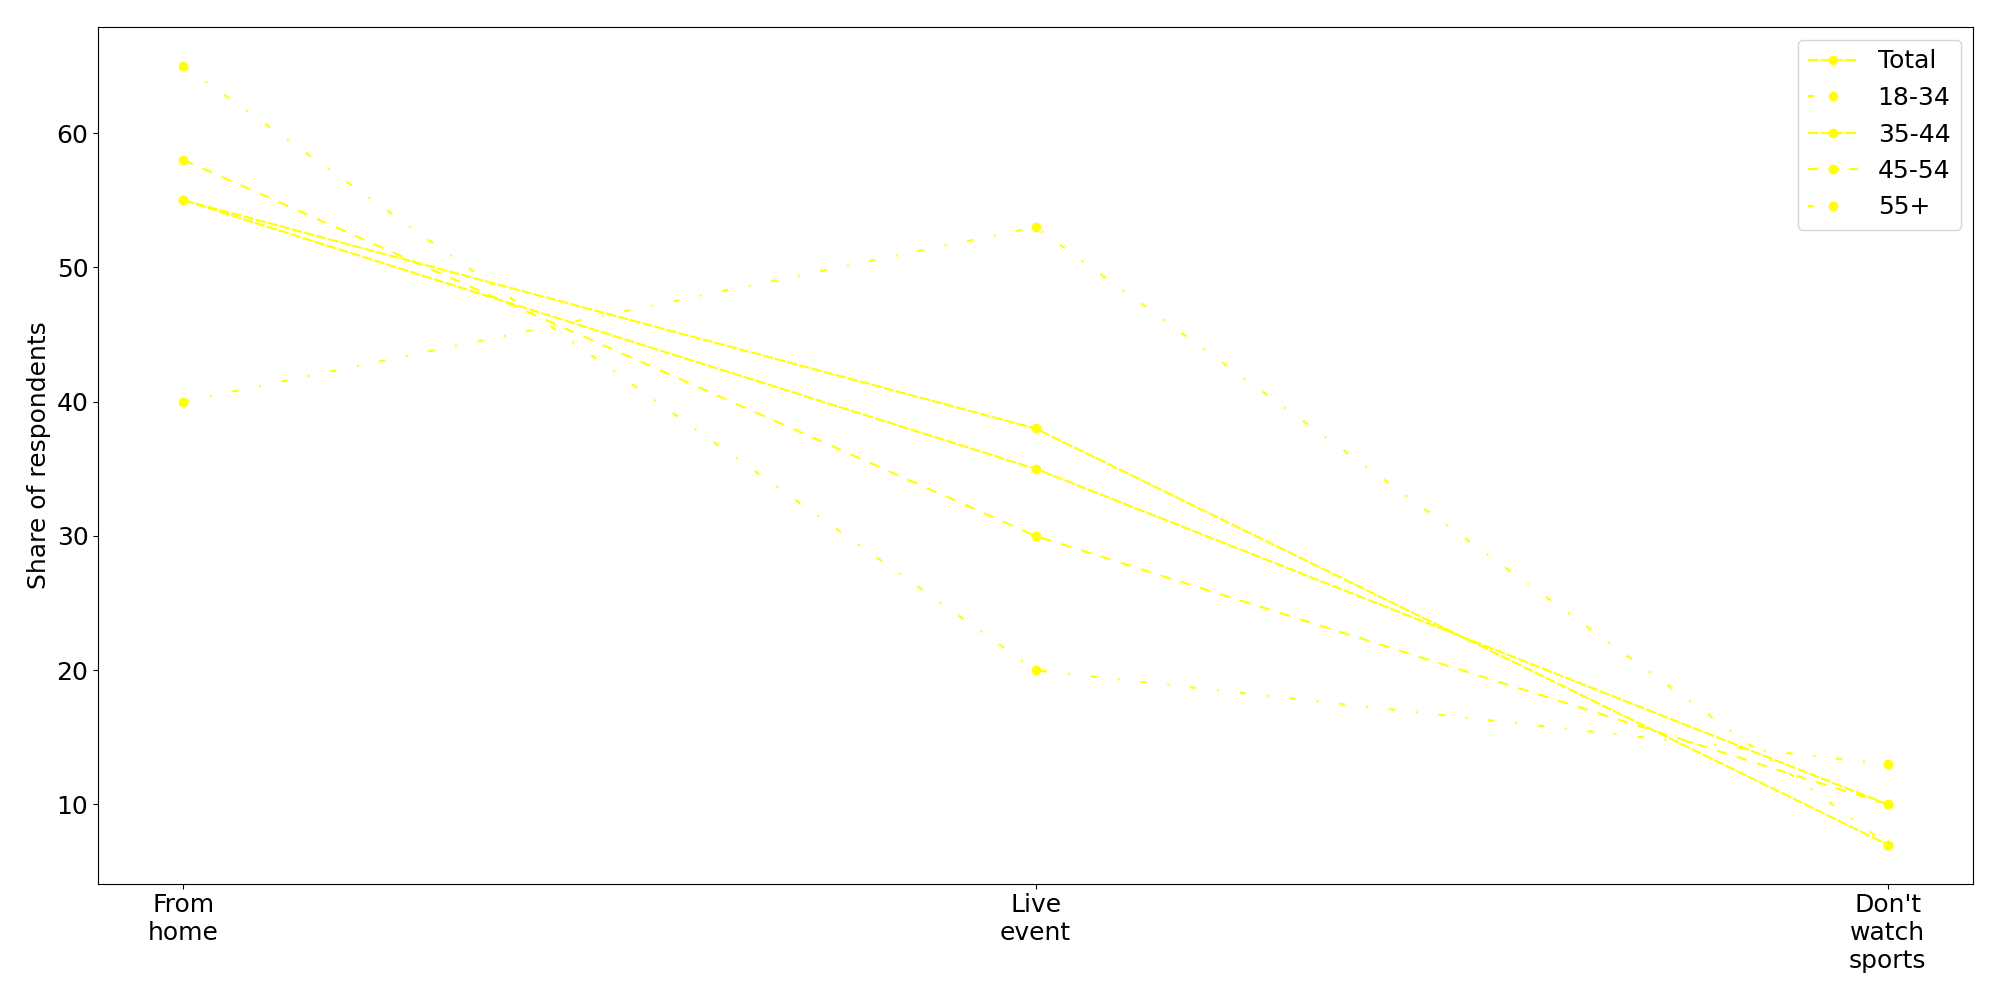 Total
18-34
35-44
45-54
55+
Share of respondents
60
50
40
30
20
10
From
home
Live
event
Don't
watch
sports